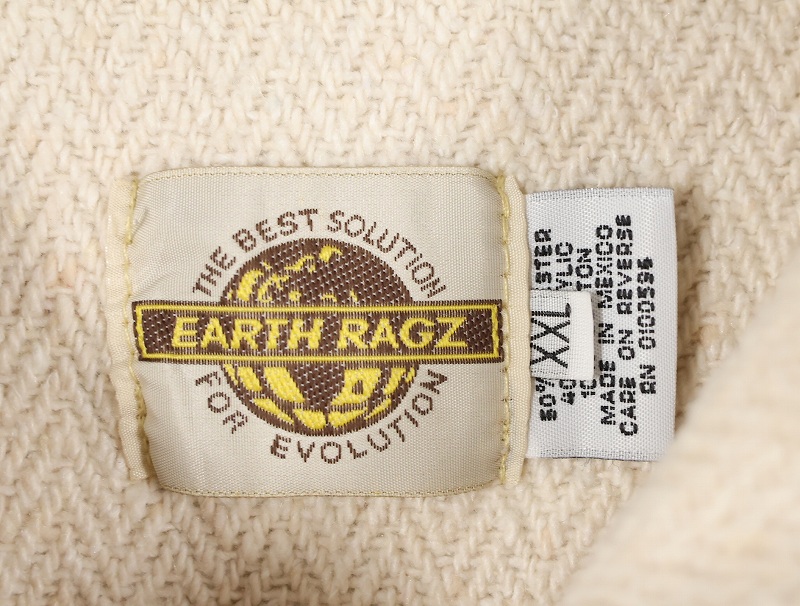 THE BEST SOLUTION
EARTH RAGZ
FOR EVOLUTION
XXL
MADE IN MEXICO
CARE ON REVERSE